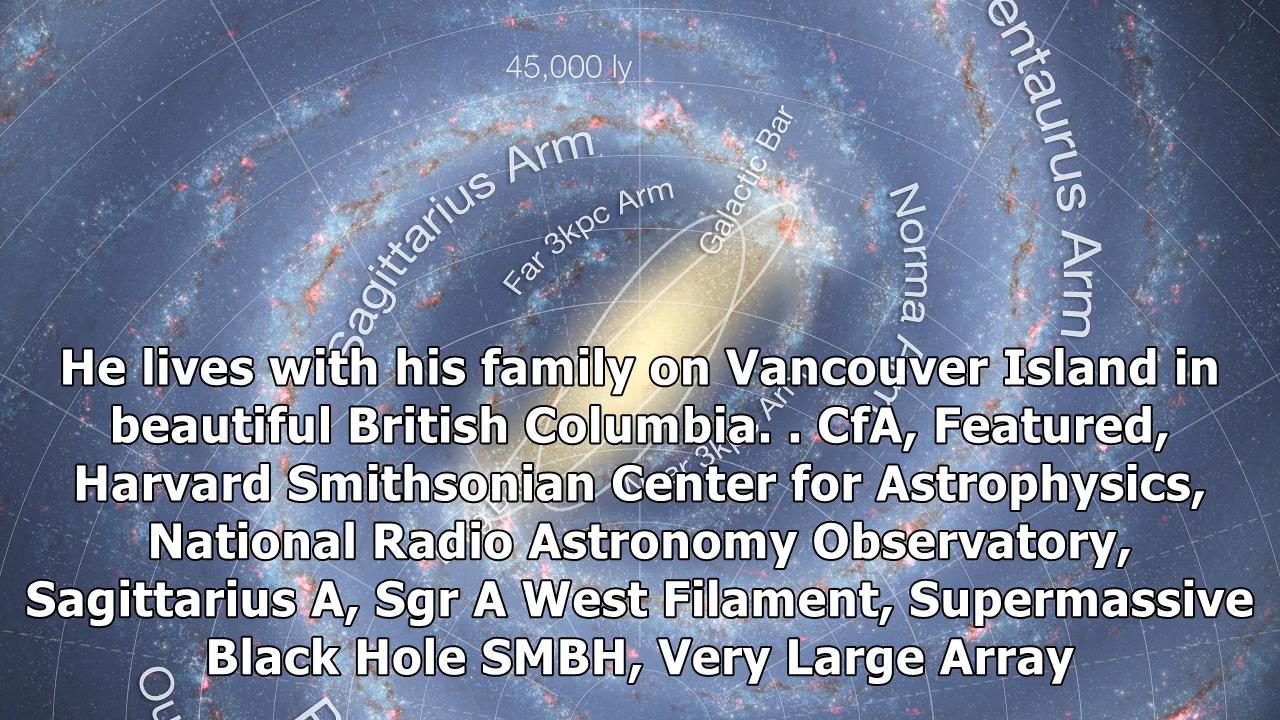 45,000 ly
Sagittarius Arm
Far 3kpc Arm
Galactic Bar
Norma
entaurus Arm
He lives with his family on Vancouver Island in
beautiful British Columbia. . CfA, Featured,
Harvard Smithsonian Center for Astrophysics,
National Radio Astronomy Observatory,
Sagittarius A, Sgr A West Filament, Supermassive
Black Hole SMBH, Very Large Array